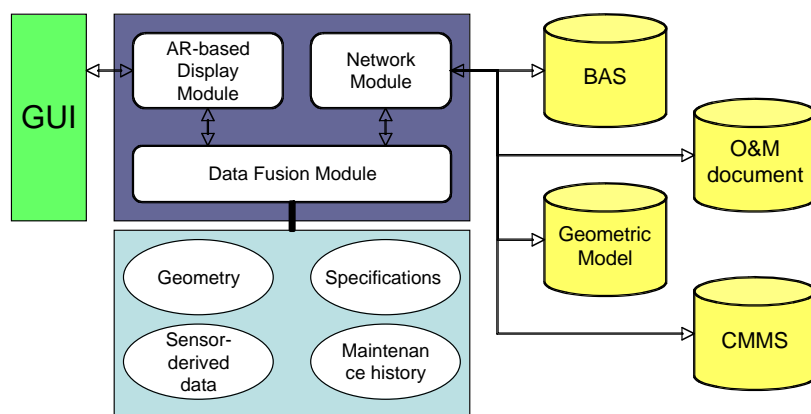 GUI
AR-based
Display
Module
Network
Module
Data Fusion Module
Geometry
Specifications
Sensor-
derived
data
Maintenan
ce history
BAS
O&M
document
Geometric
Model
CMMS